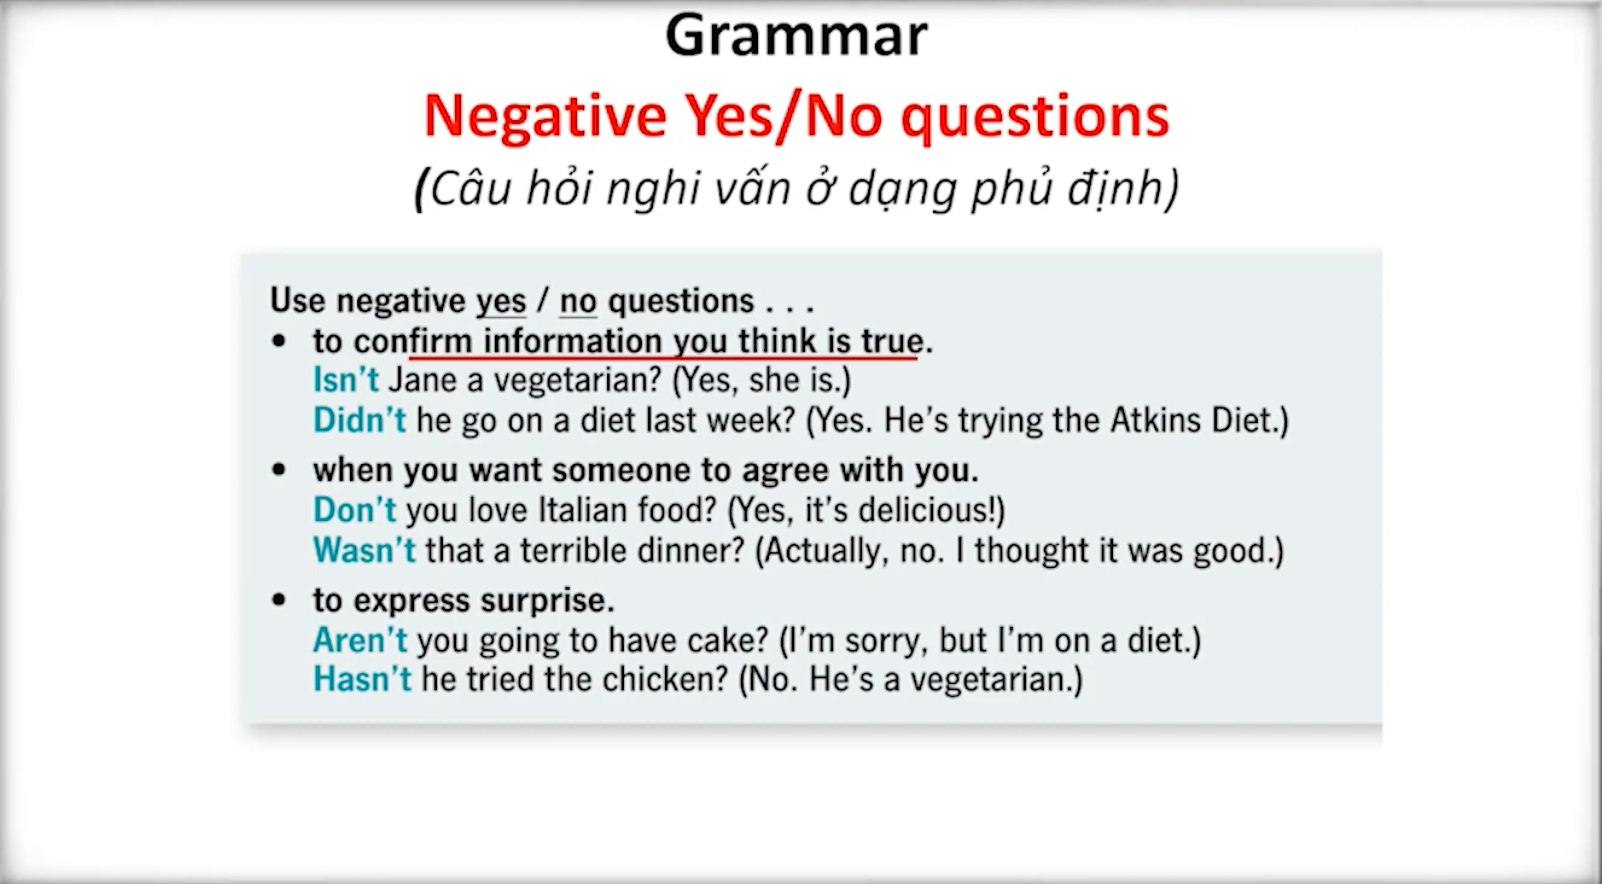 Grammar
Negative Yes/No questions
(Câu hỏi nghi vấn ở dạng phủ định)
Use negative yes / no questions . . .
• to confirm information you think is true.
Isn't Jane a vegetarian? (Yes, she is.)
Didn't he go on a diet last week? (Yes. He's trying the Atkins Diet.)
• when you want someone to agree with you.
Don't you love Italian food? (Yes, it's delicious!)
Wasn't that a terrible dinner? (Actually, no. I thought it was good.)
• to express surprise.
Aren't you going to have cake? (I'm sorry, but I'm on a diet.)
Hasn't he tried the chicken? (No. He's a vegetarian.)